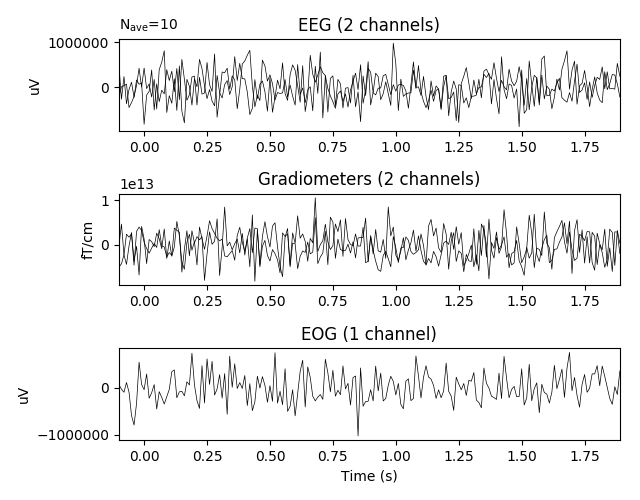 N_ave=10
EEG (2 channels)
1000000
0
uV
0.00 0.25 0.50 0.75 1.00 1.25 1.50 1.75
1e13
Gradiometers (2 channels)
1
0
fT/cm
0.00 0.25 0.50 0.75 1.00 1.25 1.50 1.75
EOG (1 channel)
0
−1000000
uV
0.00 0.25 0.50 0.75 1.00 1.25 1.50 1.75
Time (s)